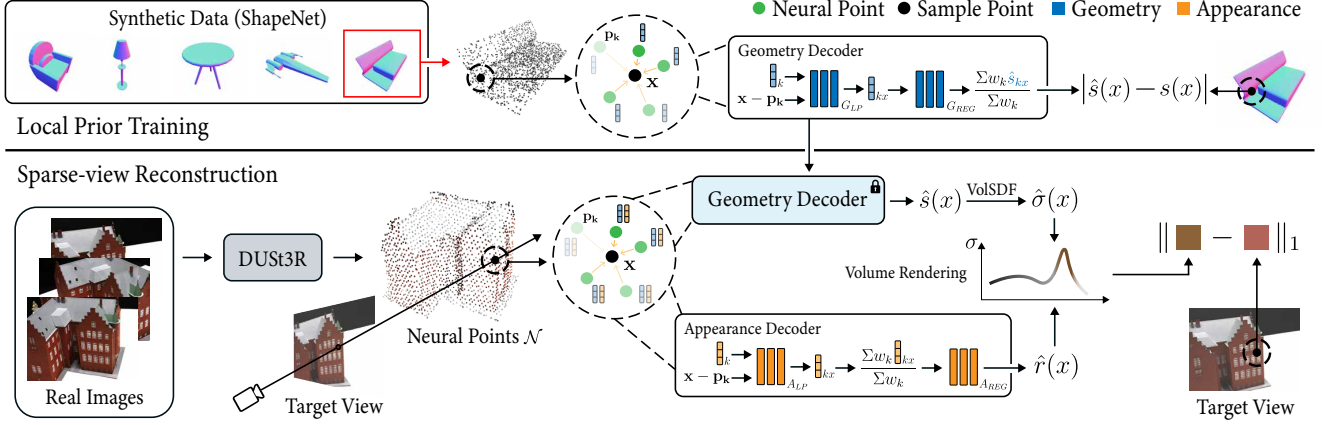 Synthetic Data (ShapeNet)
Neural Point
Sample Point
Geometry
Appearance
p_k
x
Geometry Decoder
k
x − p_k
G_LP
kx
G_REG
Σw_k ŝ_kx
Σw_k
|ŝ(x) − s(x)|
Local Prior Training
Sparse-view Reconstruction
Real Images
DUSt3R
Neural Points 𝒩
Target View
p_k
x
Geometry Decoder
ŝ(x)
VolSDF
σ̂(x)
σ
Volume Rendering
‖ − ‖₁
Appearance Decoder
k
x − p_k
A_LP
kx
Σw_k kx
Σw_k
A_REG
r̂(x)
Target View